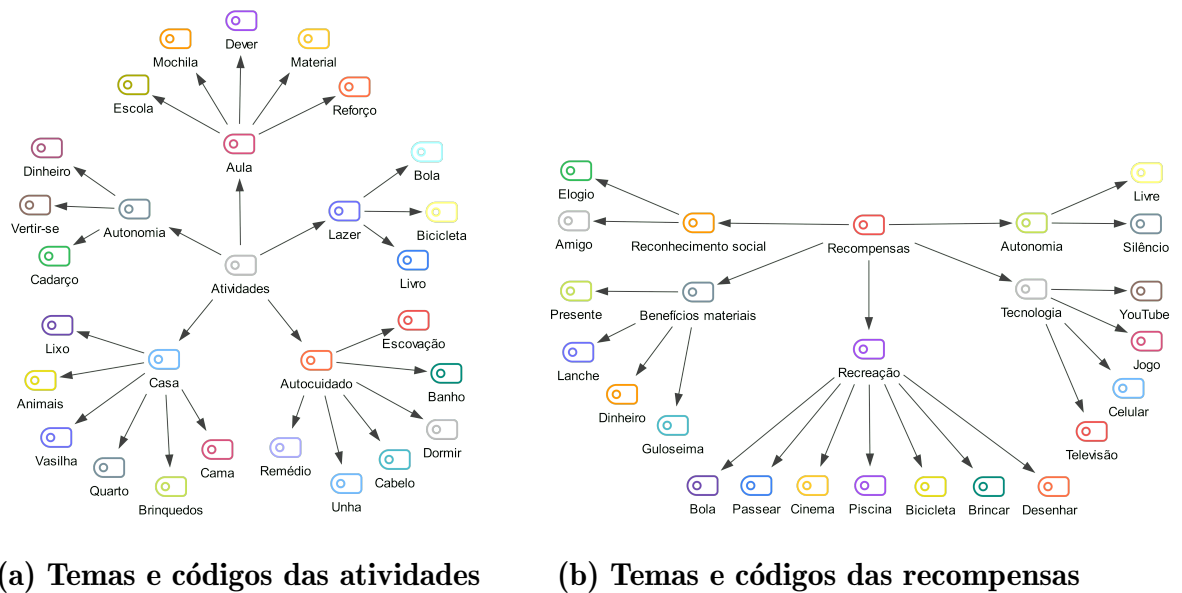 Dever
Mochila
Material
Escola
Reforço
Aula
Dinheiro
Vertir-se
Autonomia
Cadarço
Bola
Lazer
Bicicleta
Livro
Atividades
Lixo
Casa
Animais
Vasilha
Quarto
Brinquedos
Cama
Escovação
Autocuidado
Banho
Dormir
Remédio
Cabelo
Unha
(a) Temas e códigos das atividades
Elogio
Amigo
Reconhecimento social
Recompensas
Autonomia
Livre
Silêncio
Presente
Benefícios materiais
Lanche
Dinheiro
Guloseima
Tecnologia
YouTube
Jogo
Celular
Televisão
Recreação
Bola
Passear
Cinema
Piscina
Bicicleta
Brincar
Desenhar
(b) Temas e códigos das recompensas